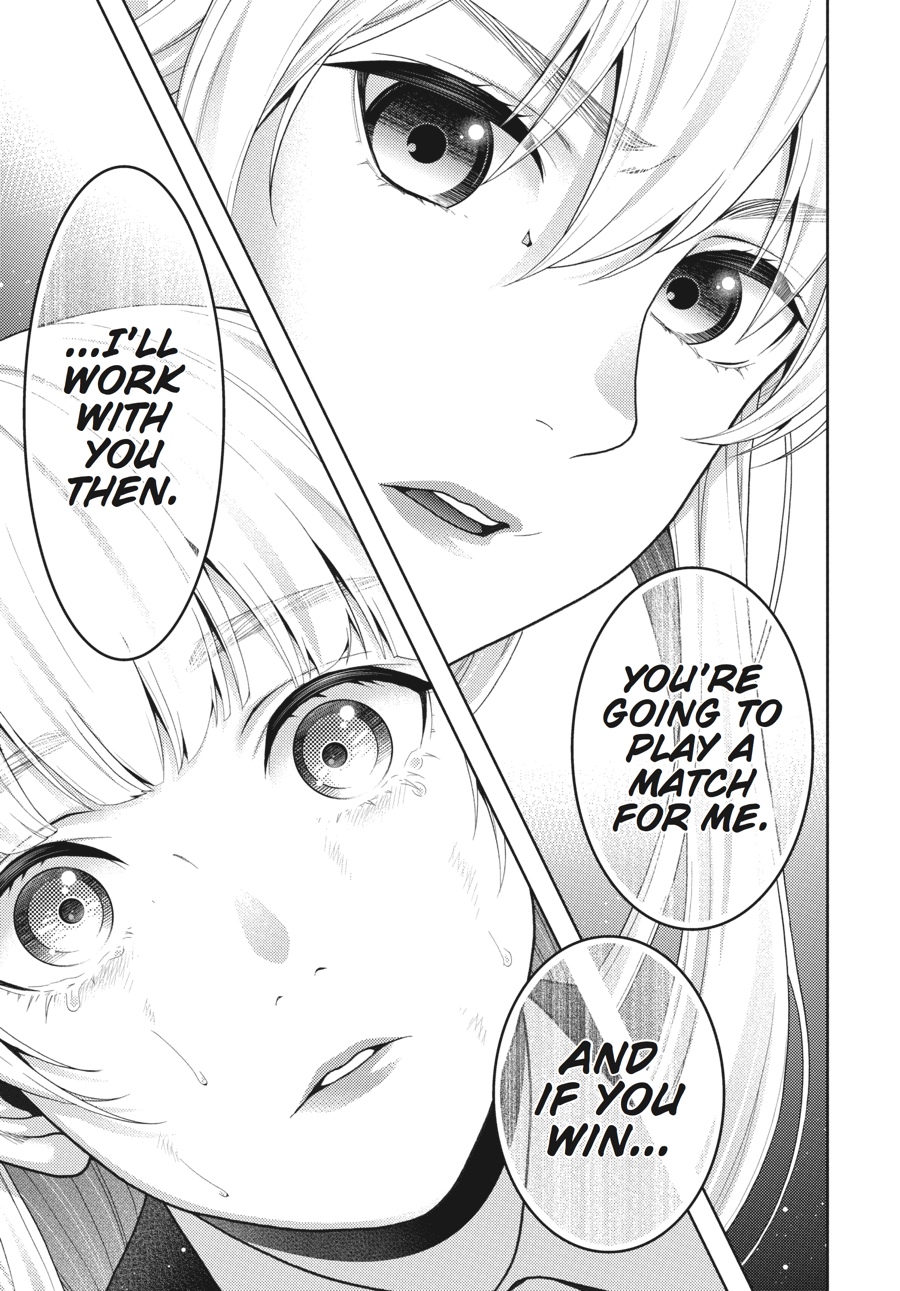 YOU'RE
GOING TO
PLAY A
MATCH
FOR ME.
AND
IF YOU
WIN...
...I'LL
WORK
WITH
YOU
THEN.